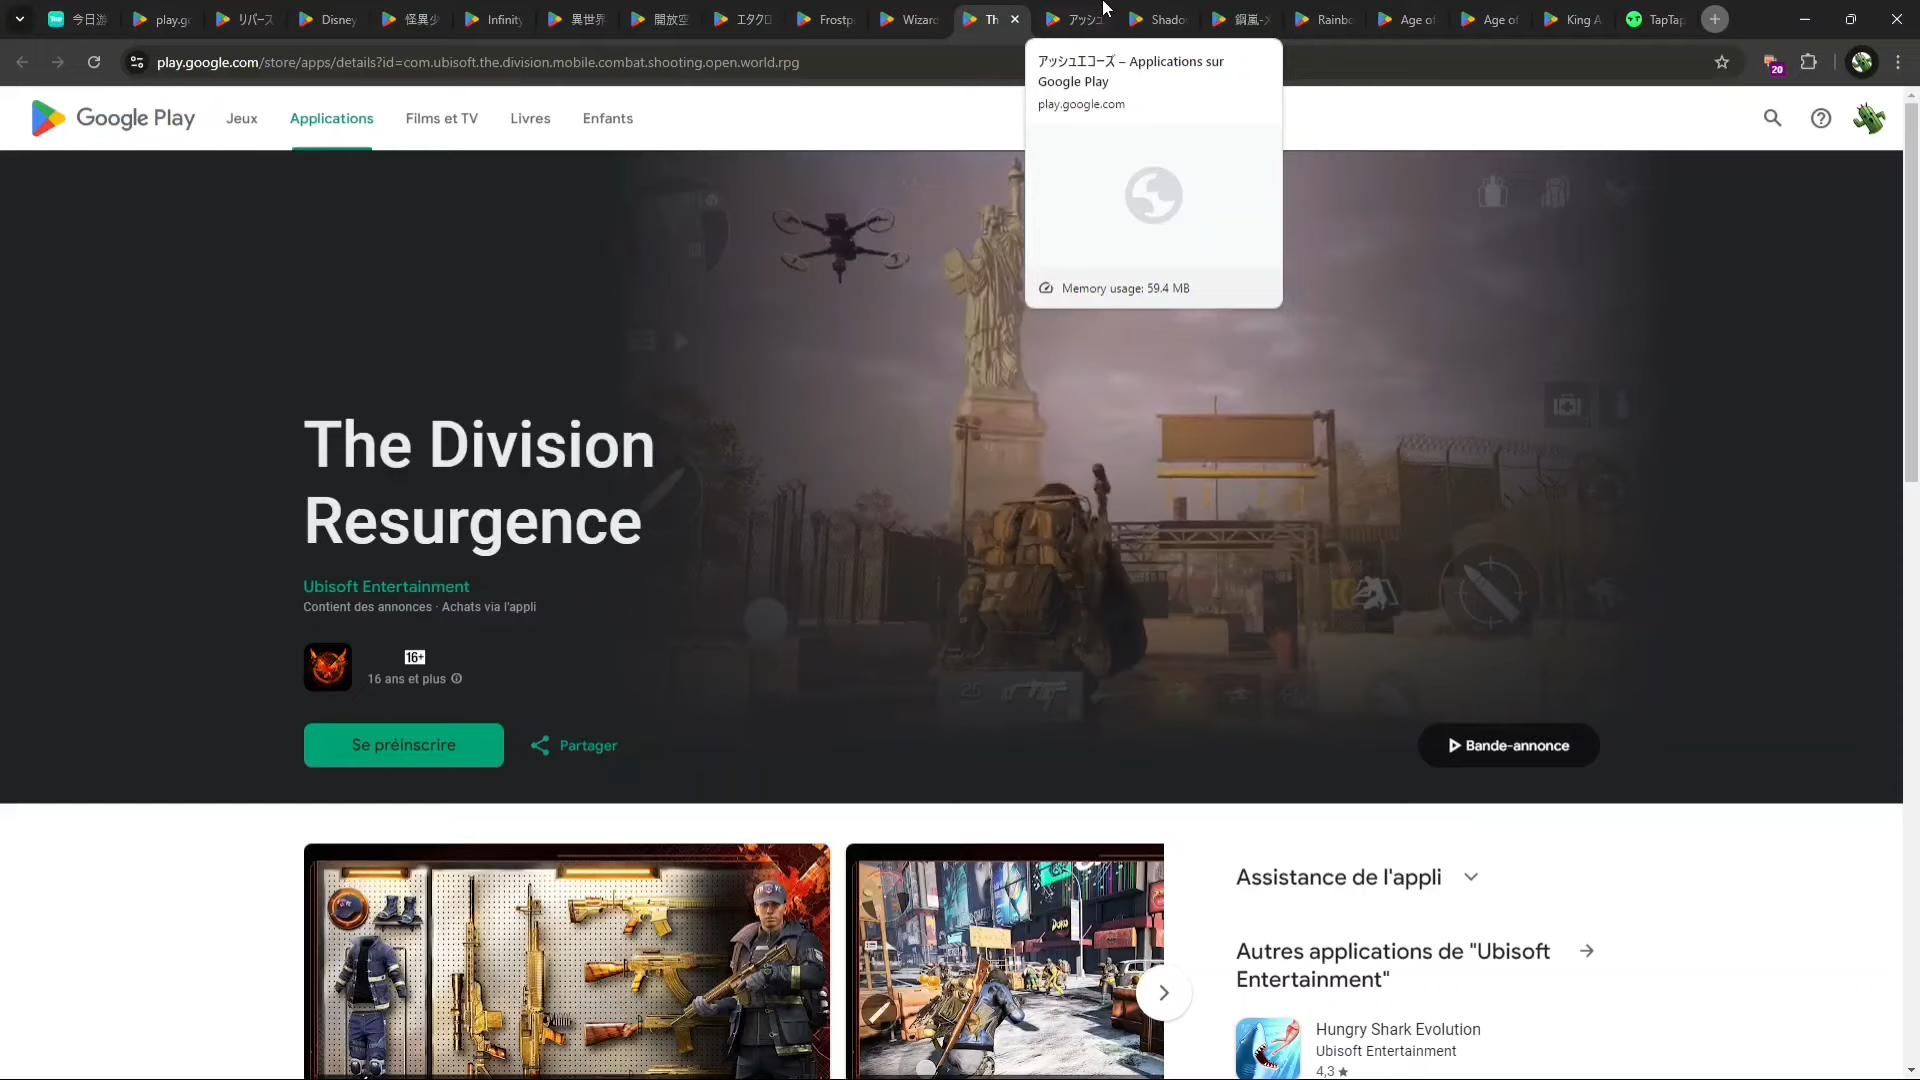 今日游
play.g
リバース
Disney
怪異少
Infinity
異世界
開放空
エタクロ
Frostp
Wizard
Th
アッシュ
Shado
鋼嵐-メ
Rainbo
Age of
Age of
King A
TapTap
play.google.com/store/apps/details?id=com.ubisoft.the.division.mobile.combat.shooting.open.world.rpg
20
アッシュエコーズ – Applications sur
Google Play
play.google.com
Memory usage: 59.4 MB
Google Play
Jeux
Applications
Films et TV
Livres
Enfants
The Division
Resurgence
Ubisoft Entertainment
Contient des annonces · Achats via l'appli
16+
16 ans et plus
Se préinscrire
Partager
Bande-annonce
Assistance de l'appli
Autres applications de "Ubisoft
Entertainment"
Hungry Shark Evolution
Ubisoft Entertainment
4,3 ★